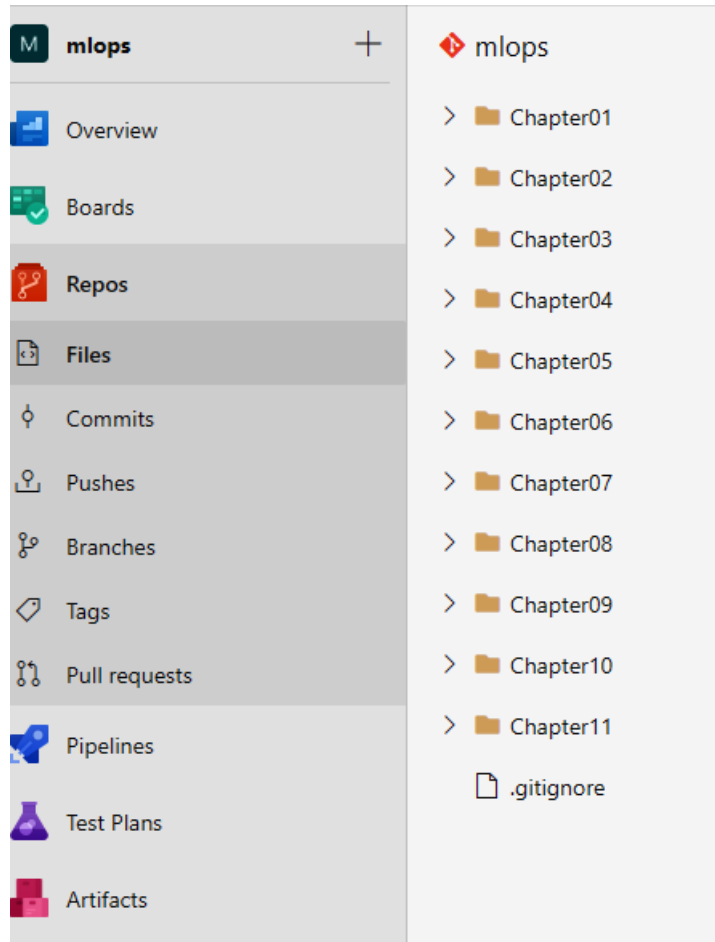 M mlops +
Overview
Boards
Repos
Files
Commits
Pushes
Branches
Tags
Pull requests
Pipelines
Test Plans
Artifacts
mlops
Chapter01
Chapter02
Chapter03
Chapter04
Chapter05
Chapter06
Chapter07
Chapter08
Chapter09
Chapter10
Chapter11
.gitignore